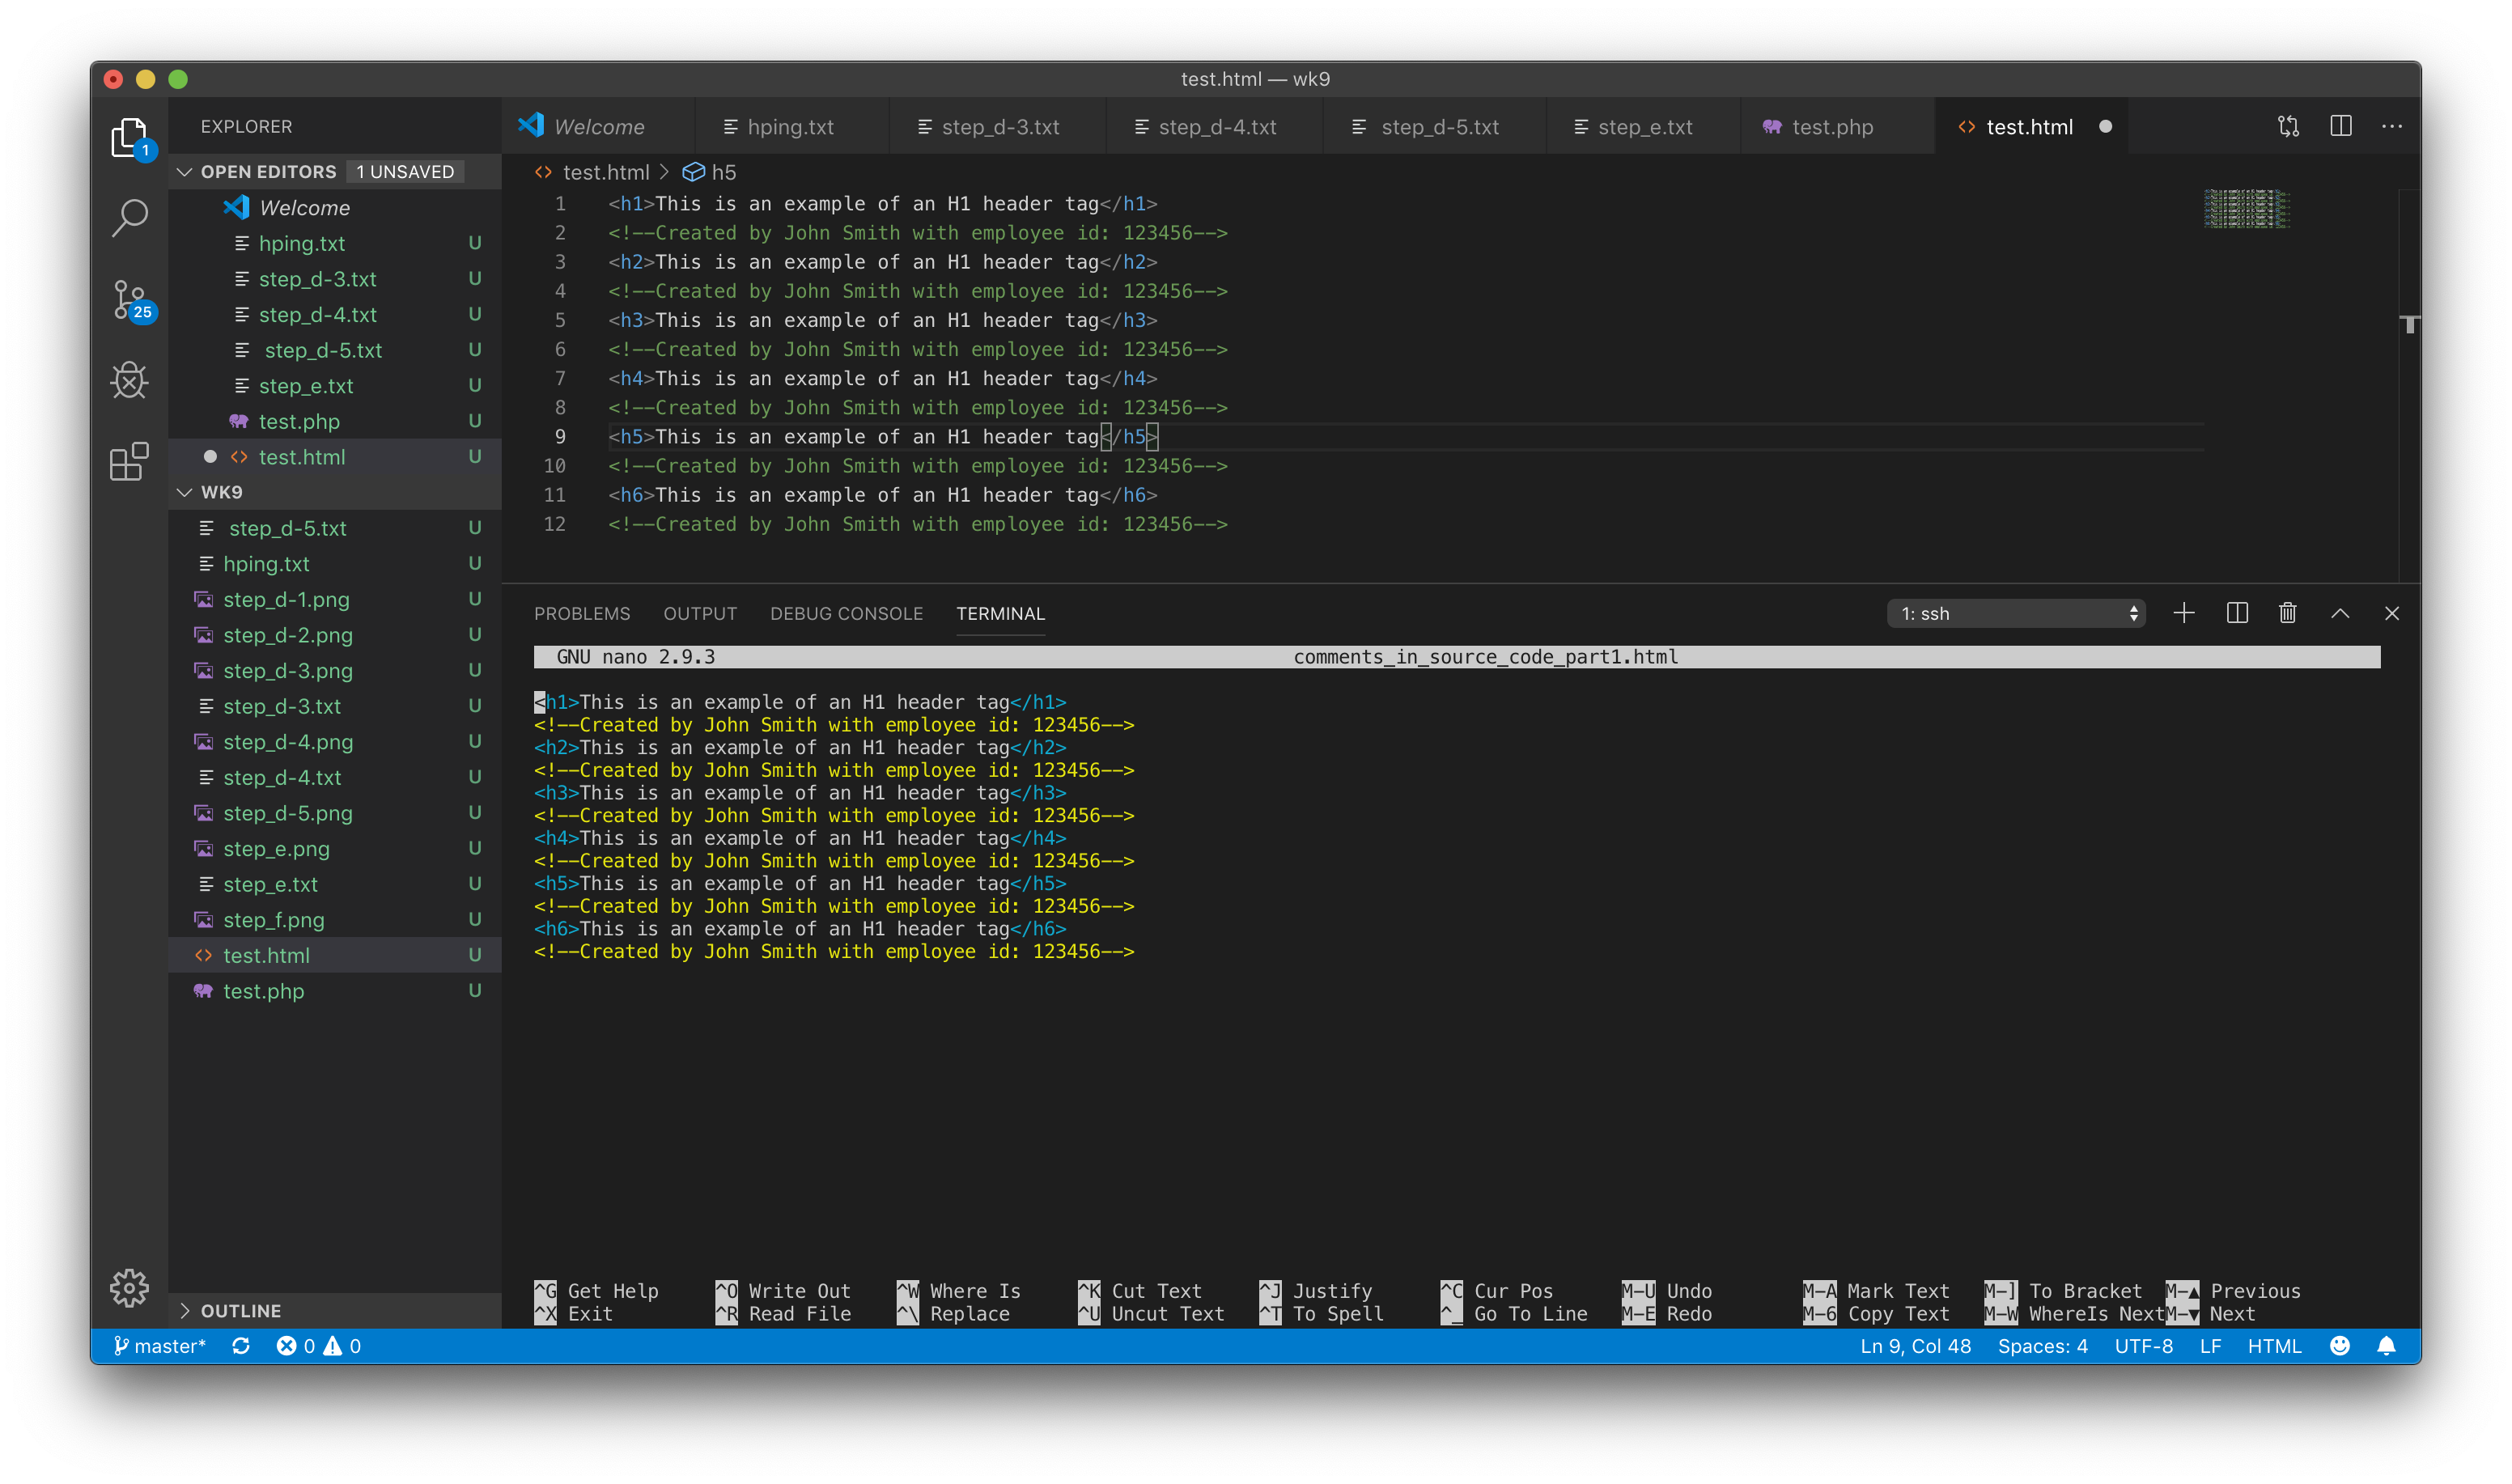 test.html — wk9
EXPLORER
OPEN EDITORS 1 UNSAVED
Welcome
hping.txt U
step_d-3.txt U
step_d-4.txt U
step_d-5.txt U
step_e.txt U
test.php U
test.html U
WK9
step_d-5.txt U
hping.txt U
step_d-1.png U
step_d-2.png U
step_d-3.png U
step_d-3.txt U
step_d-4.png U
step_d-4.txt U
step_d-5.png U
step_e.png U
step_e.txt U
step_f.png U
test.html U
test.php U
OUTLINE
1
25
Welcome hping.txt step_d-3.txt step_d-4.txt step_d-5.txt step_e.txt test.php test.html
test.html > h5
1 <h1>This is an example of an H1 header tag</h1>
2 <!--Created by John Smith with employee id: 123456-->
3 <h2>This is an example of an H1 header tag</h2>
4 <!--Created by John Smith with employee id: 123456-->
5 <h3>This is an example of an H1 header tag</h3>
6 <!--Created by John Smith with employee id: 123456-->
7 <h4>This is an example of an H1 header tag</h4>
8 <!--Created by John Smith with employee id: 123456-->
9 <h5>This is an example of an H1 header tag</h5>
10 <!--Created by John Smith with employee id: 123456-->
11 <h6>This is an example of an H1 header tag</h6>
12 <!--Created by John Smith with employee id: 123456-->
PROBLEMS OUTPUT DEBUG CONSOLE TERMINAL 1: ssh
GNU nano 2.9.3 comments_in_source_code_part1.html
<h1>This is an example of an H1 header tag</h1>
<!--Created by John Smith with employee id: 123456-->
<h2>This is an example of an H1 header tag</h2>
<!--Created by John Smith with employee id: 123456-->
<h3>This is an example of an H1 header tag</h3>
<!--Created by John Smith with employee id: 123456-->
<h4>This is an example of an H1 header tag</h4>
<!--Created by John Smith with employee id: 123456-->
<h5>This is an example of an H1 header tag</h5>
<!--Created by John Smith with employee id: 123456-->
<h6>This is an example of an H1 header tag</h6>
<!--Created by John Smith with employee id: 123456-->
^G Get Help ^O Write Out ^W Where Is ^K Cut Text ^J Justify ^C Cur Pos M-U Undo M-A Mark Text M-] To Bracket M-▲ Previous
^X Exit ^R Read File ^\ Replace ^U Uncut Text ^T To Spell ^_ Go To Line M-E Redo M-6 Copy Text M-W WhereIs Next M-▼ Next
master* 0 0 Ln 9, Col 48 Spaces: 4 UTF-8 LF HTML